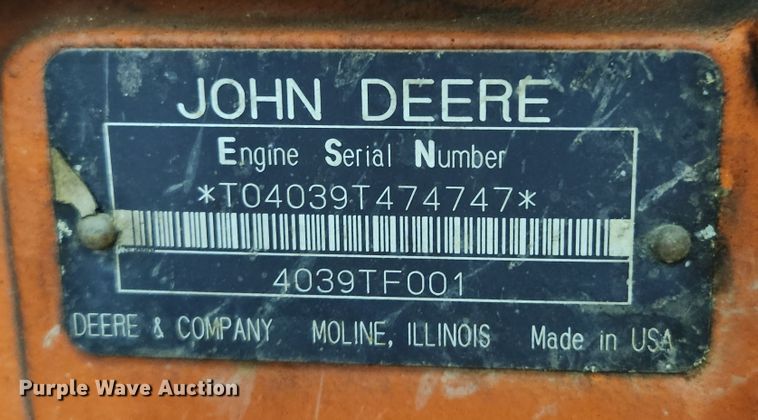 JOHN DEERE
Engine Serial Number
*T04039T474747*
4039TF001
DEERE & COMPANY MOLINE, ILLINOIS Made in USA
Purple Wave Auction